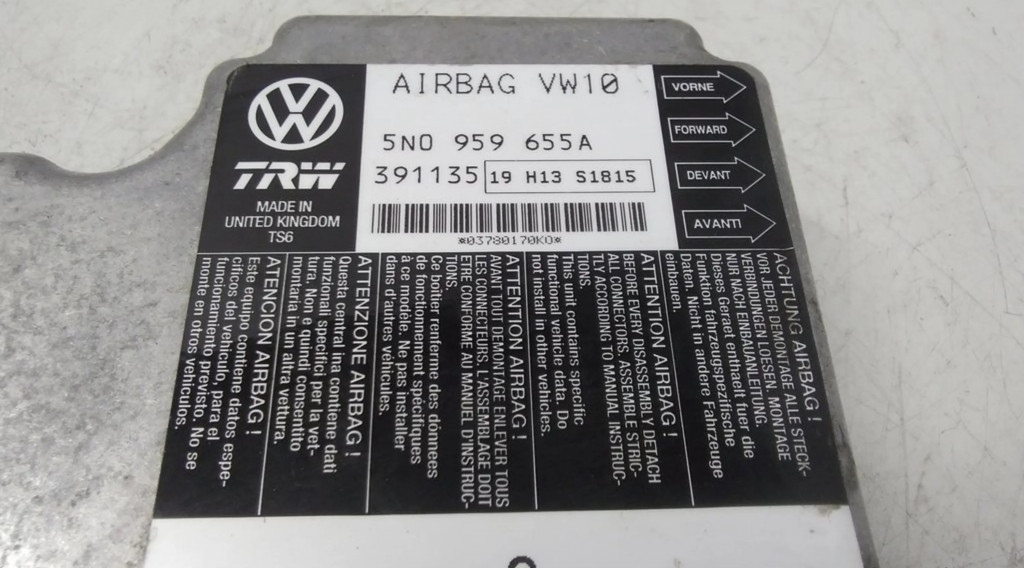 AIRBAG VW10
5N0 959 655A
391135 19 H13 S1815
*03780170K0*
VW
TRW
MADE IN
UNITED KINGDOM
TS6
VORNE
FORWARD
DEVANT
AVANTI
ACHTUNG AIRBAG !
VOR JEDER DEMONTAGE ALLE STECK-
VERBINDUNGEN LOESEN. MONTAGE
NUR NACH EINBAUANLEITUNG.
Dieses Geraet enthaelt fuer die
Funktion fahrzeugspezifische
Daten. Nicht in andere Fahrzeuge
einbauen.
ATTENTION AIRBAG !
BEFORE EVERY DISASSEMBLY DETACH
ALL CONNECTORS. ASSEMBLE STRIC-
TLY ACCORDING TO MANUAL INSTRUC-
TIONS.
This unit contains specific
functional vehicle data. Do
not install in other vehicles.
ATTENTION AIRBAG !
AVANT TOUT DEMONTAGE ENLEVER TOUS
LES CONNECTEURS. L'ASSEMBLAGE DOIT
ETRE CONFORME AU MANUEL D'INSTRUC-
TIONS.
Ce boitier renferme des données
de fonctionnement spécifiques
à ce modèle. Ne pas installer
dans d'autres véhicules.
ATTENZIONE AIRBAG !
Questa central ina contiene dati
funzionali specifici per la vet-
tura. Non e quindi consentito
montaria in un altra vettura.
ATENCION AIRBAG !
Este equipo contiene datos espe-
cificos del vehiculo, para el
funcionamiento previsto. No se
monte en otros vehiculos.